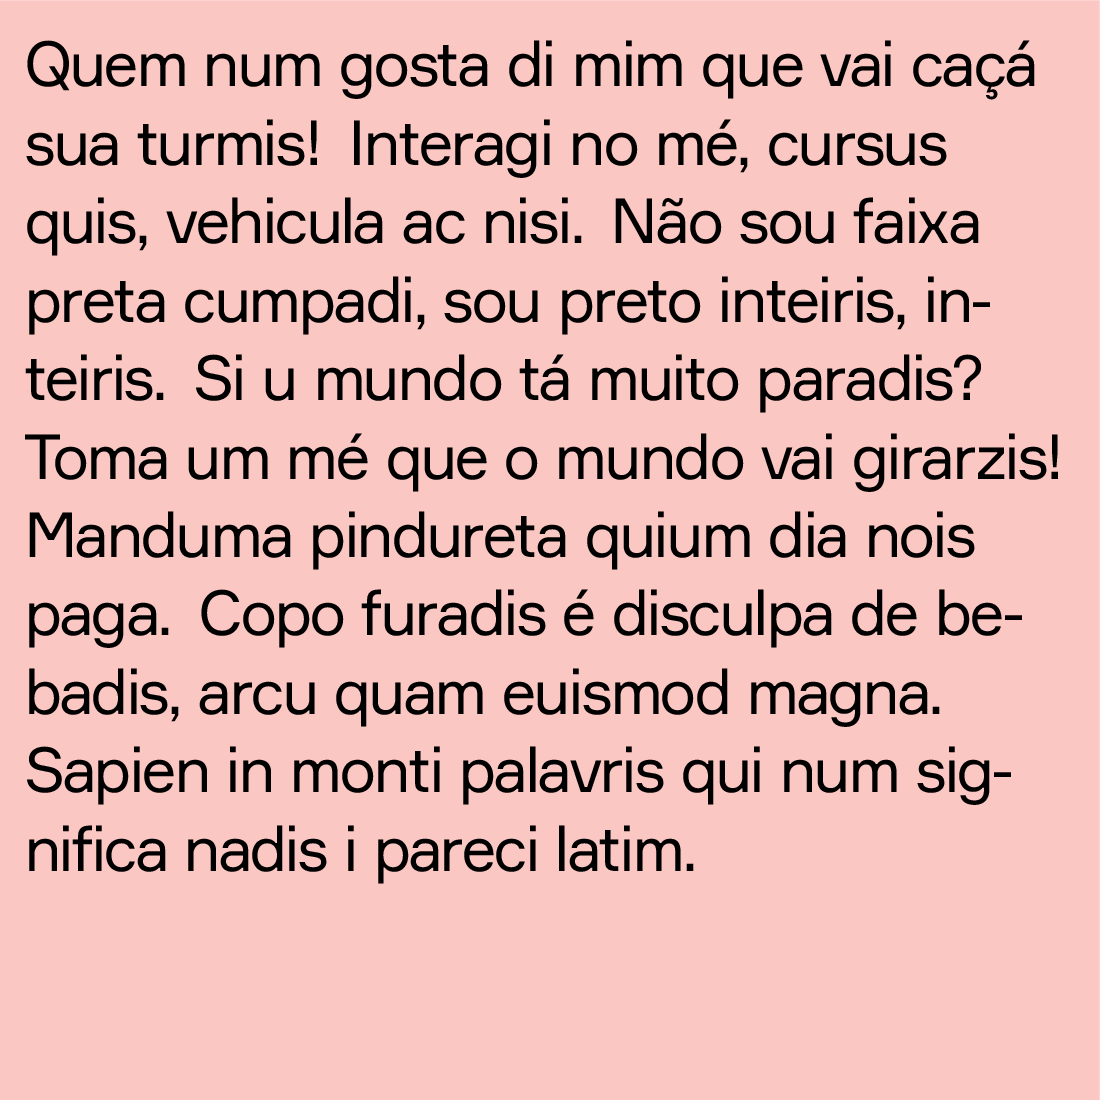 Quem num gosta di mim que vai caçá
sua turmis!  Interagi no mé, cursus
quis, vehicula ac nisi.  Não sou faixa
preta cumpadi, sou preto inteiris, in-
teiris.  Si u mundo tá muito paradis?
Toma um mé que o mundo vai girarzis!
Manduma pindureta quium dia nois
paga.  Copo furadis é disculpa de be-
badis, arcu quam euismod magna.
Sapien in monti palavris qui num sig-
nifica nadis i pareci latim.